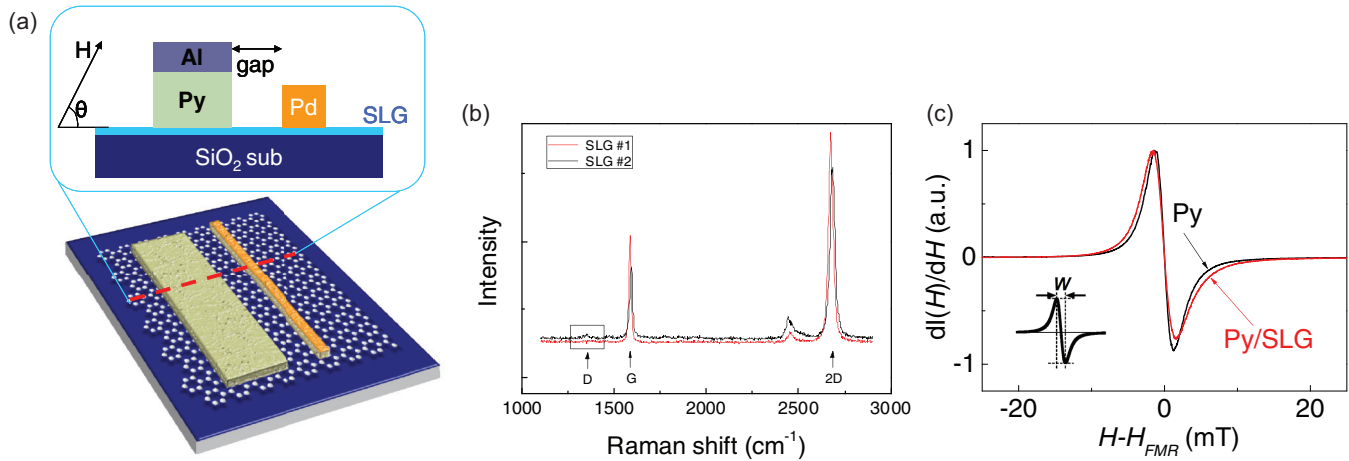 (a)
H
θ
Al
Py
gap
Pd
SLG
SiO₂ sub
(b)
SLG #1
SLG #2
Intensity
D
G
2D
1000
1500
2000
2500
3000
Raman shift (cm⁻¹)
(c)
dI(H)/dH (a.u.)
1
0
-1
Py
Py/SLG
W
-20
0
20
H-H_FMR (mT)